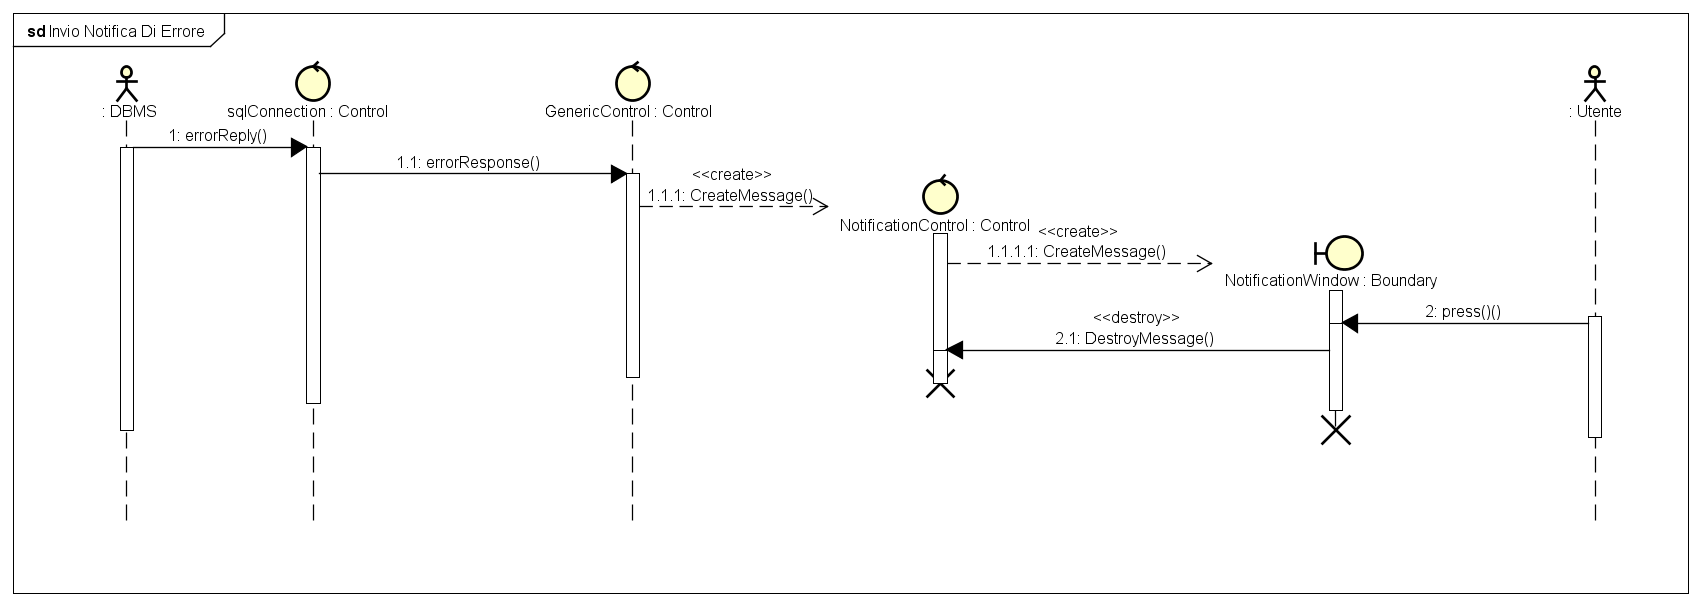 sd Invio Notifica Di Errore
: DBMS
sqlConnection : Control
GenericControl : Control
: Utente
1: errorReply()
1.1: errorResponse()
<<create>>
1.1.1: CreateMessage()
NotificationControl : Control
<<create>>
1.1.1.1: CreateMessage()
NotificationWindow : Boundary
2: press()()
<<destroy>>
2.1: DestroyMessage()